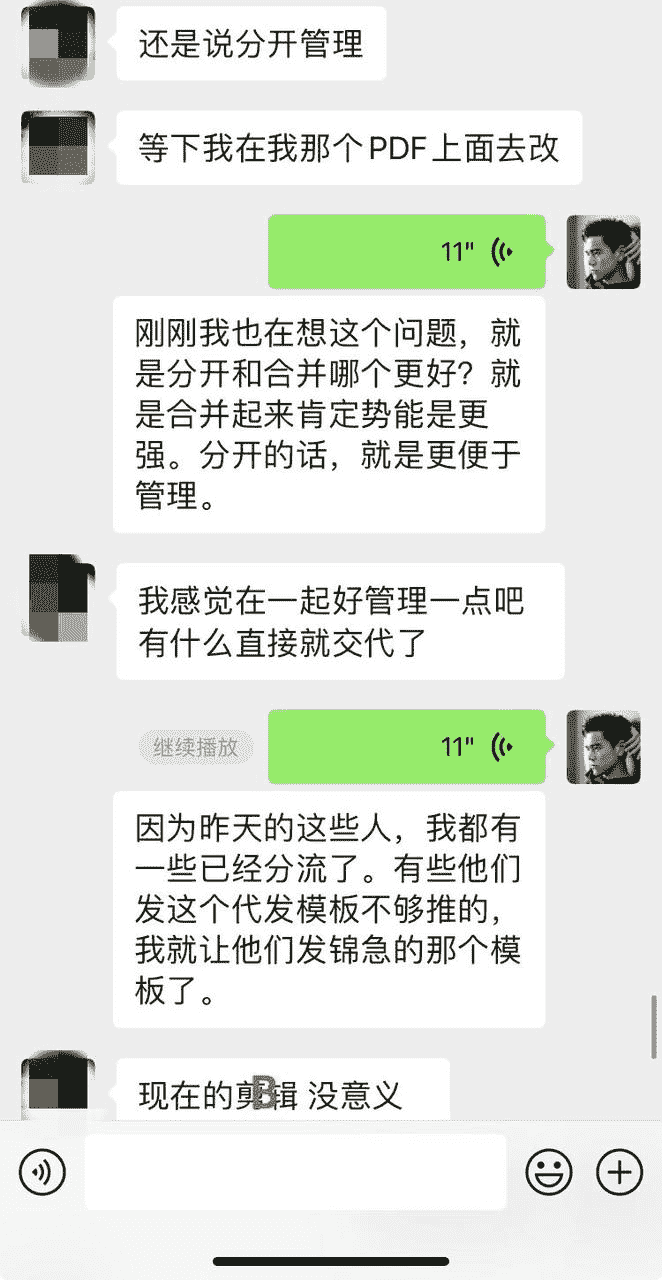 还是说分开管理
等下我在我那个PDF上面去改
11"
刚刚我也在想这个问题，就
是分开和合并哪个更好？就
是合并起来肯定势能是更
强。分开的话，就是更便于
管理。
我感觉在一起好管理一点吧
有什么直接就交代了
继续播放
11"
因为昨天的这些人，我都有
一些已经分流了。有些他们
发这个代发模板不够推的，
我就让他们发锦急的那个模
板了。
现在的剪辑 没意义
B